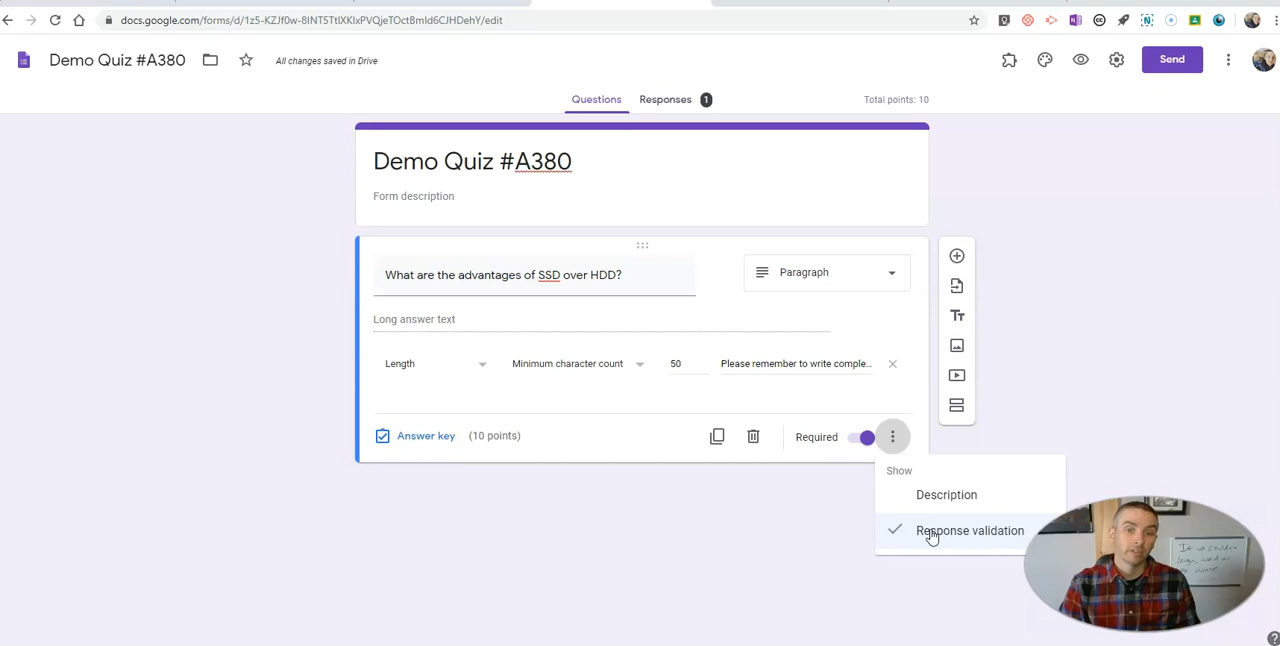 docs.google.com/forms/d/1z5-KZJf0w-8INT5TtlXKIxPVQjeTOctBmId6CJHDehY/edit
Demo Quiz #A380
All changes saved in Drive
Send
Questions
Responses 1
Total points: 10
Demo Quiz #A380
Form description
What are the advantages of SSD over HDD?
Paragraph
Long answer text
Length
Minimum character count
50
Please remember to write comple...
Answer key (10 points)
Required
Show
Description
Response validation